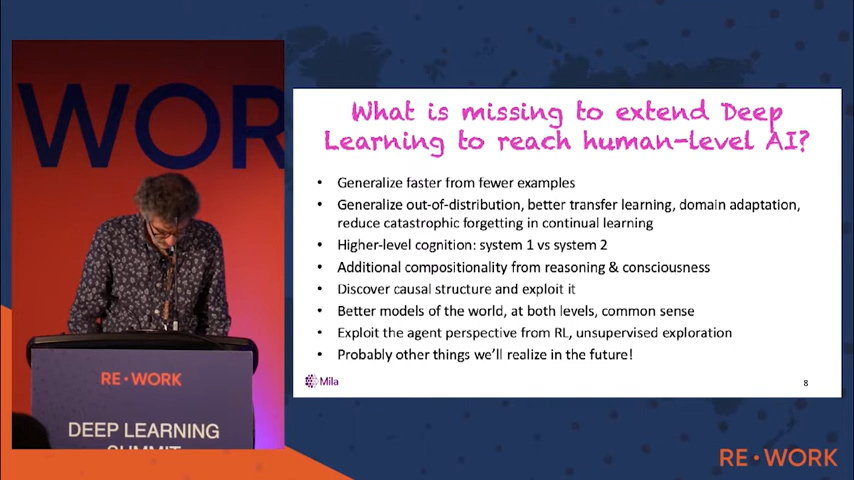 WOR
What is missing to extend Deep
Learning to reach human-level AI?
• Generalize faster from fewer examples
• Generalize out-of-distribution, better transfer learning, domain adaptation,
reduce catastrophic forgetting in continual learning
• Higher-level cognition: system 1 vs system 2
• Additional compositionality from reasoning & consciousness
• Discover causal structure and exploit it
• Better models of the world, at both levels, common sense
• Exploit the agent perspective from RL, unsupervised exploration
• Probably other things we'll realize in the future!
Mila
8
RE•WORK
DEEP LEARNING
SUMMIT
RE•WORK